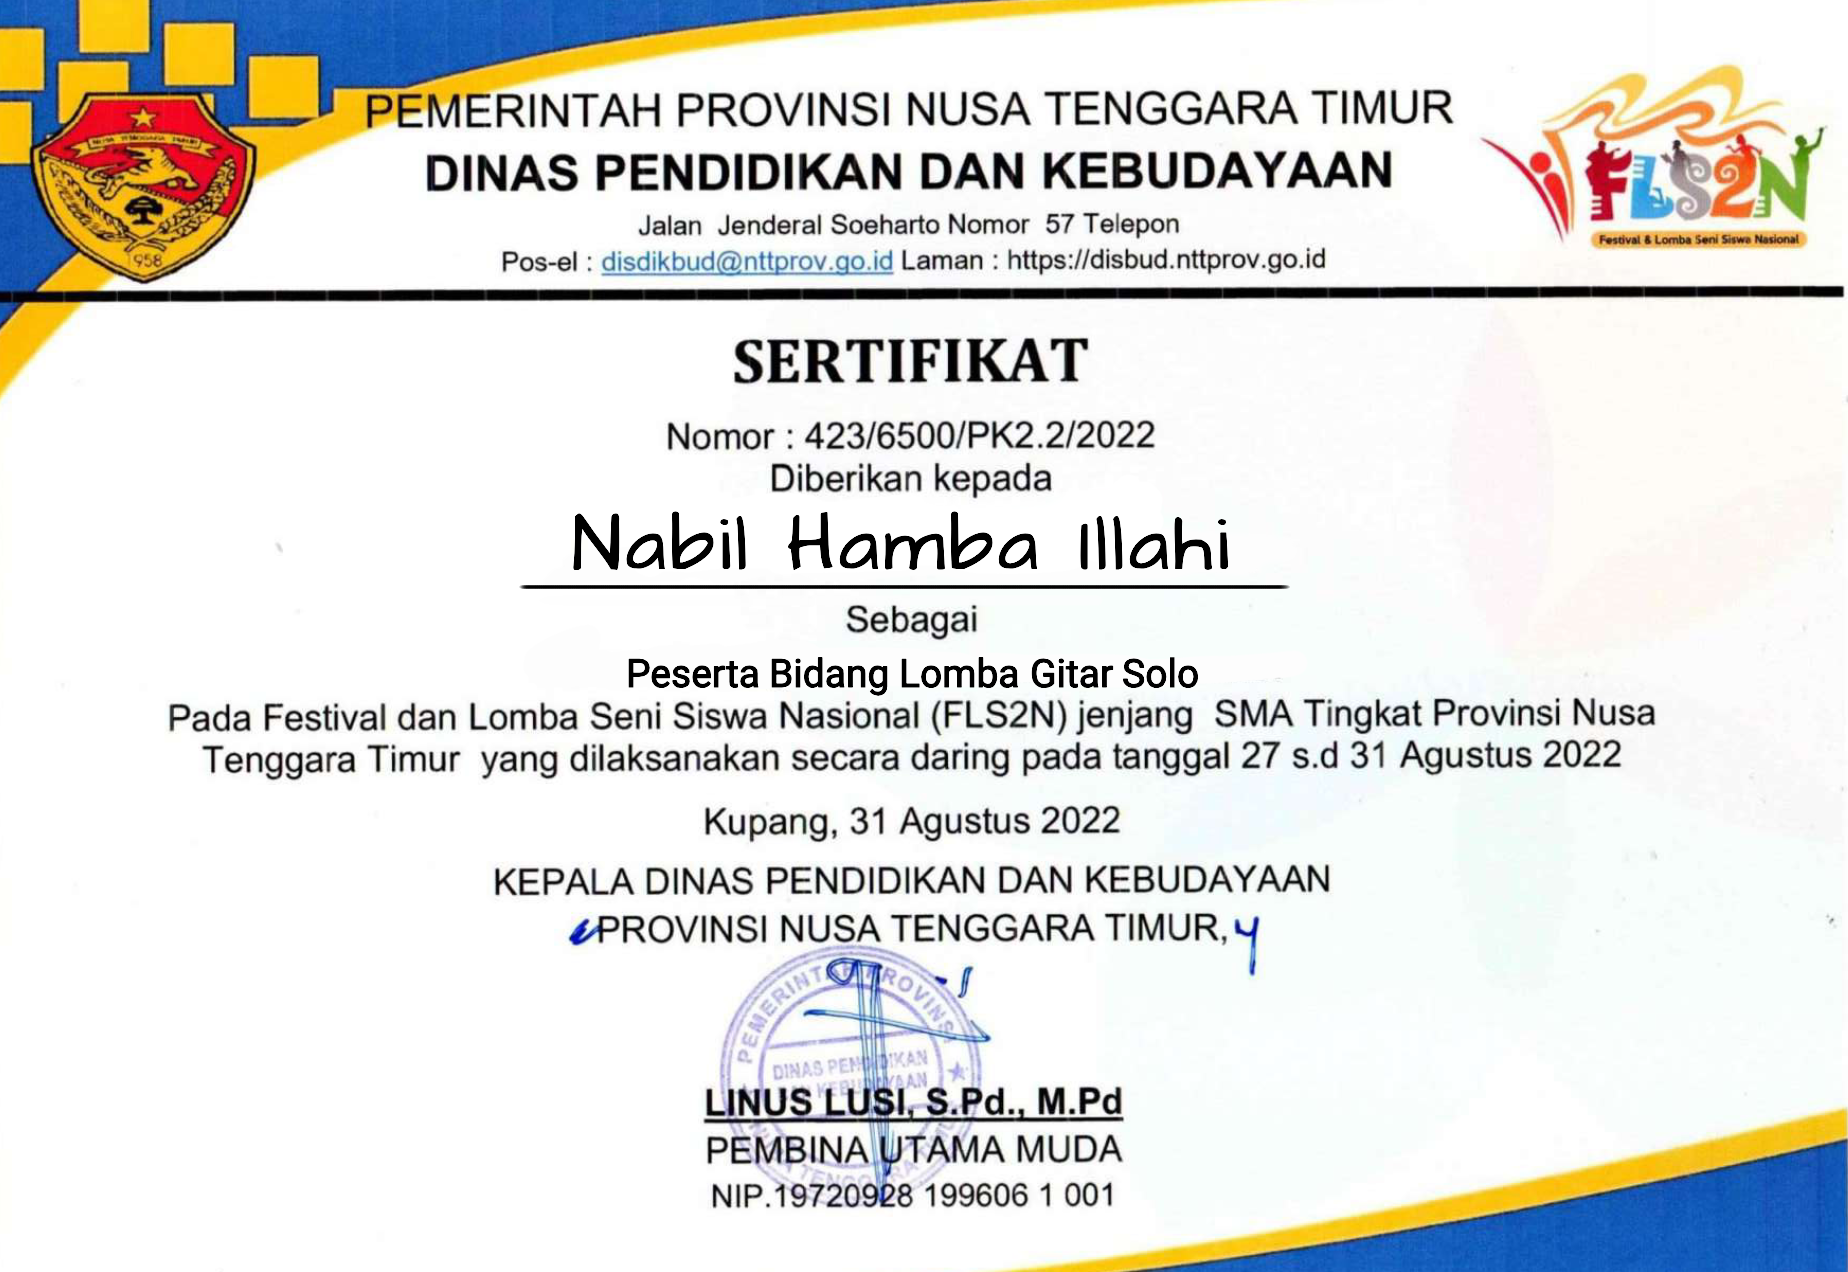 PEMERINTAH PROVINSI NUSA TENGGARA TIMUR
DINAS PENDIDIKAN DAN KEBUDAYAAN
Jalan Jenderal Soeharto Nomor 57 Telepon
Pos-el : disdikbud@nttprov.go.id Laman : https://disbud.nttprov.go.id
NUSA TENGGARA TIMUR
1958
FLS2N
Festival & Lomba Seni Siswa Nasional
SERTIFIKAT
Nomor : 423/6500/PK2.2/2022
Diberikan kepada
Nabil Hamba Illahi
Sebagai
Peserta Bidang Lomba Gitar Solo
Pada Festival dan Lomba Seni Siswa Nasional (FLS2N) jenjang SMA Tingkat Provinsi Nusa
Tenggara Timur yang dilaksanakan secara daring pada tanggal 27 s.d 31 Agustus 2022
Kupang, 31 Agustus 2022
KEPALA DINAS PENDIDIKAN DAN KEBUDAYAAN
PROVINSI NUSA TENGGARA TIMUR,
PEMERINTAH PROVINSI
DINAS PENDIDIKAN
DAN KEBUDAYAAN
NUSA TENGGARA TIMUR
LINUS LUSI, S.Pd., M.Pd
PEMBINA UTAMA MUDA
NIP.19720928 199606 1 001